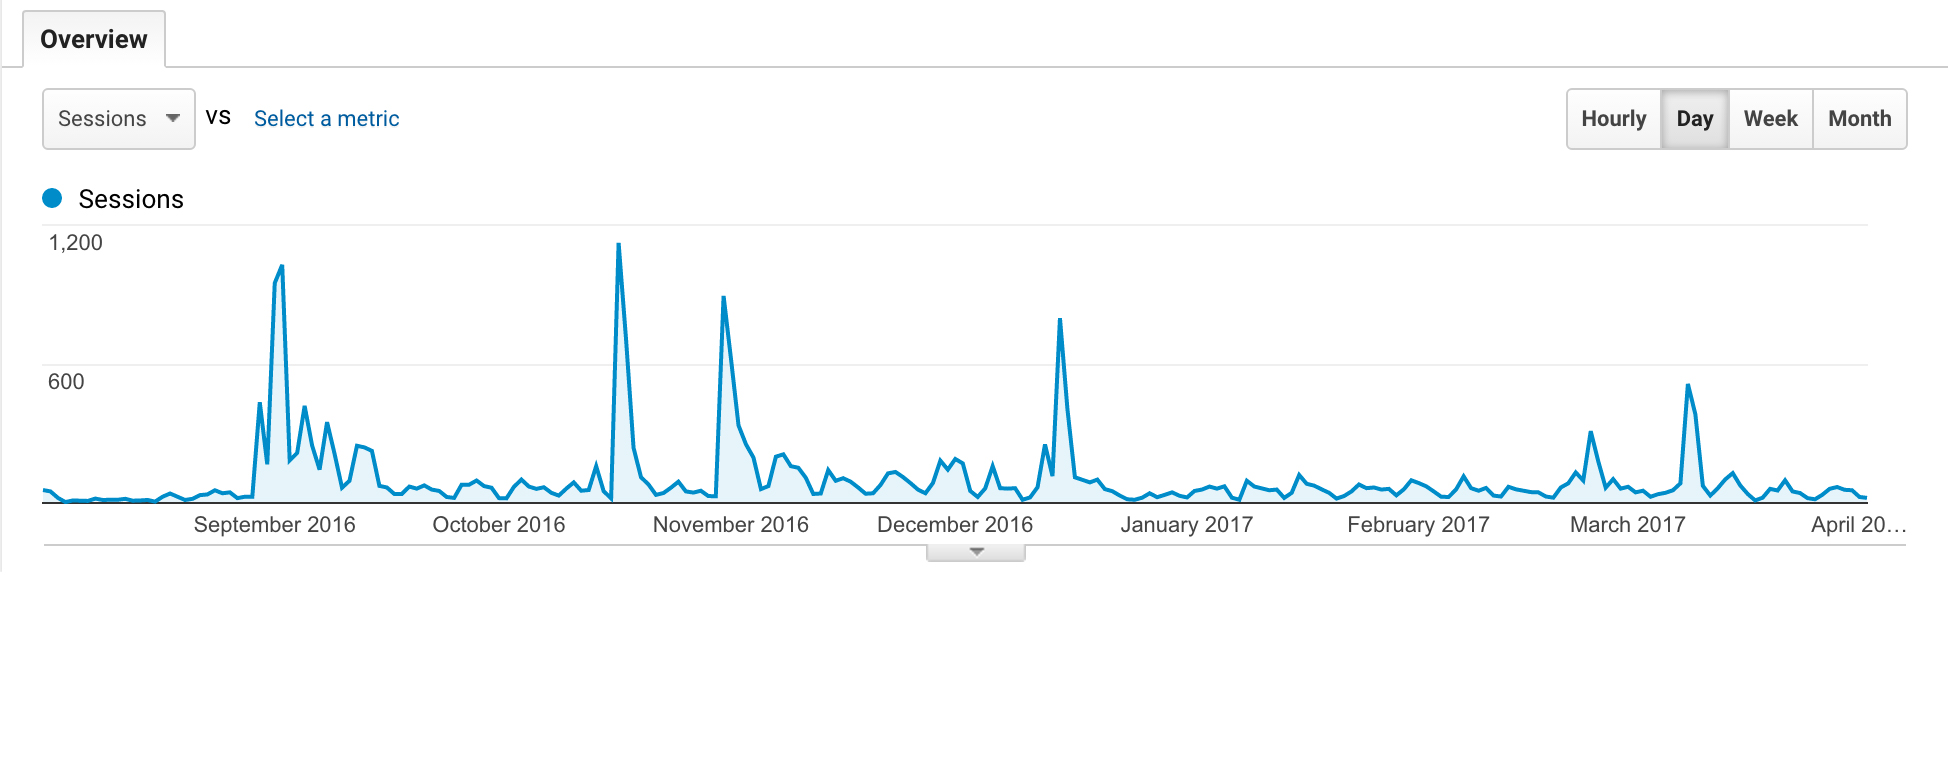 Overview
Sessions vs Select a metric Hourly Day Week Month
Sessions
1,200
600
September 2016 October 2016 November 2016 December 2016 January 2017 February 2017 March 2017 April 20...